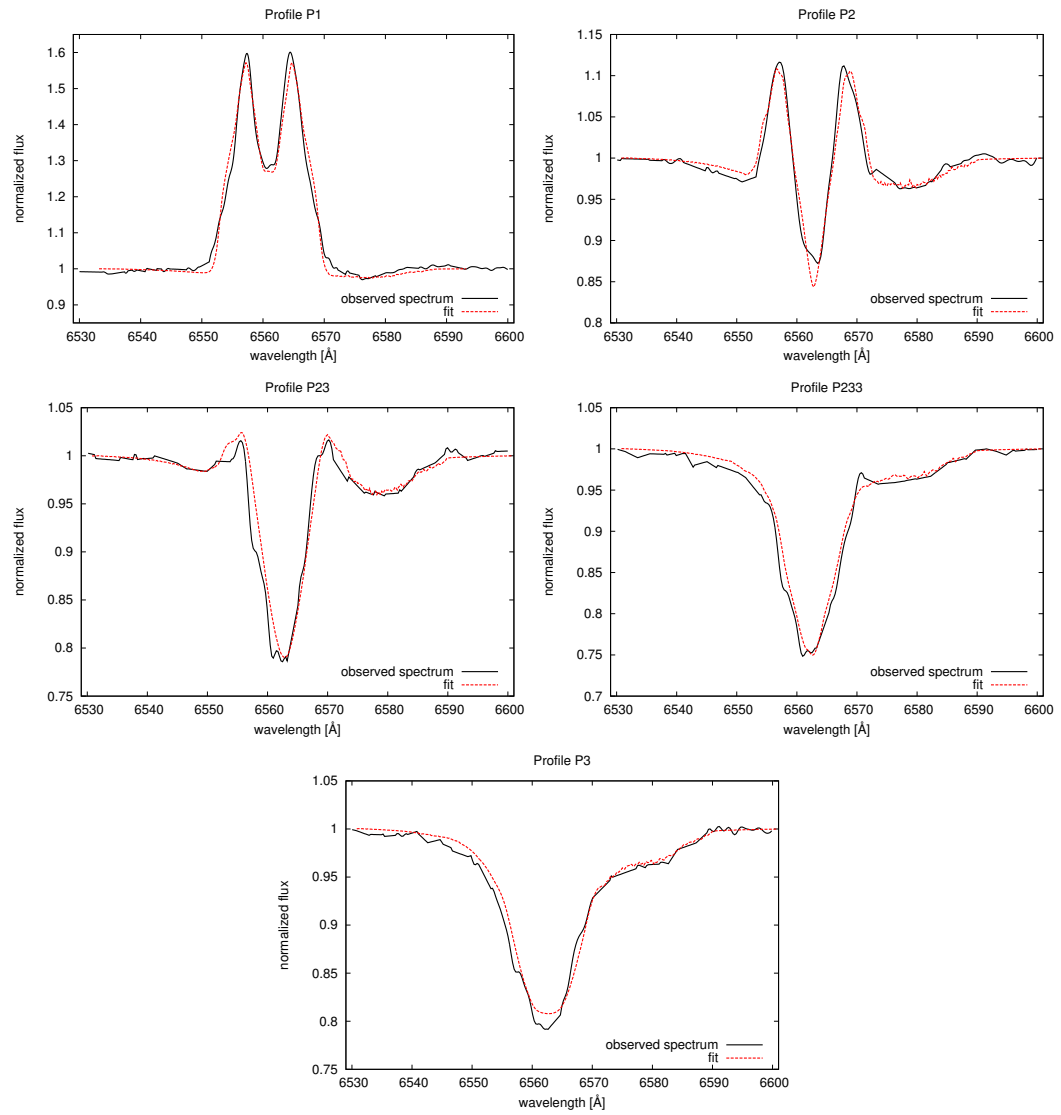 Profile P1
1.6
1.5
1.4
1.3
1.2
1.1
1
0.9
normalized flux
6530 6540 6550 6560 6570 6580 6590 6600
wavelength [Å]
observed spectrum
fit
Profile P2
1.15
1.1
1.05
1
0.95
0.9
0.85
0.8
normalized flux
6530 6540 6550 6560 6570 6580 6590 6600
wavelength [Å]
observed spectrum
fit
Profile P23
1.05
1
0.95
0.9
0.85
0.8
0.75
normalized flux
6530 6540 6550 6560 6570 6580 6590 6600
wavelength [Å]
observed spectrum
fit
Profile P233
1.05
1
0.95
0.9
0.85
0.8
0.75
0.7
normalized flux
6530 6540 6550 6560 6570 6580 6590 6600
wavelength [Å]
observed spectrum
fit
Profile P3
1.05
1
0.95
0.9
0.85
0.8
0.75
normalized flux
6530 6540 6550 6560 6570 6580 6590 6600
wavelength [Å]
observed spectrum
fit